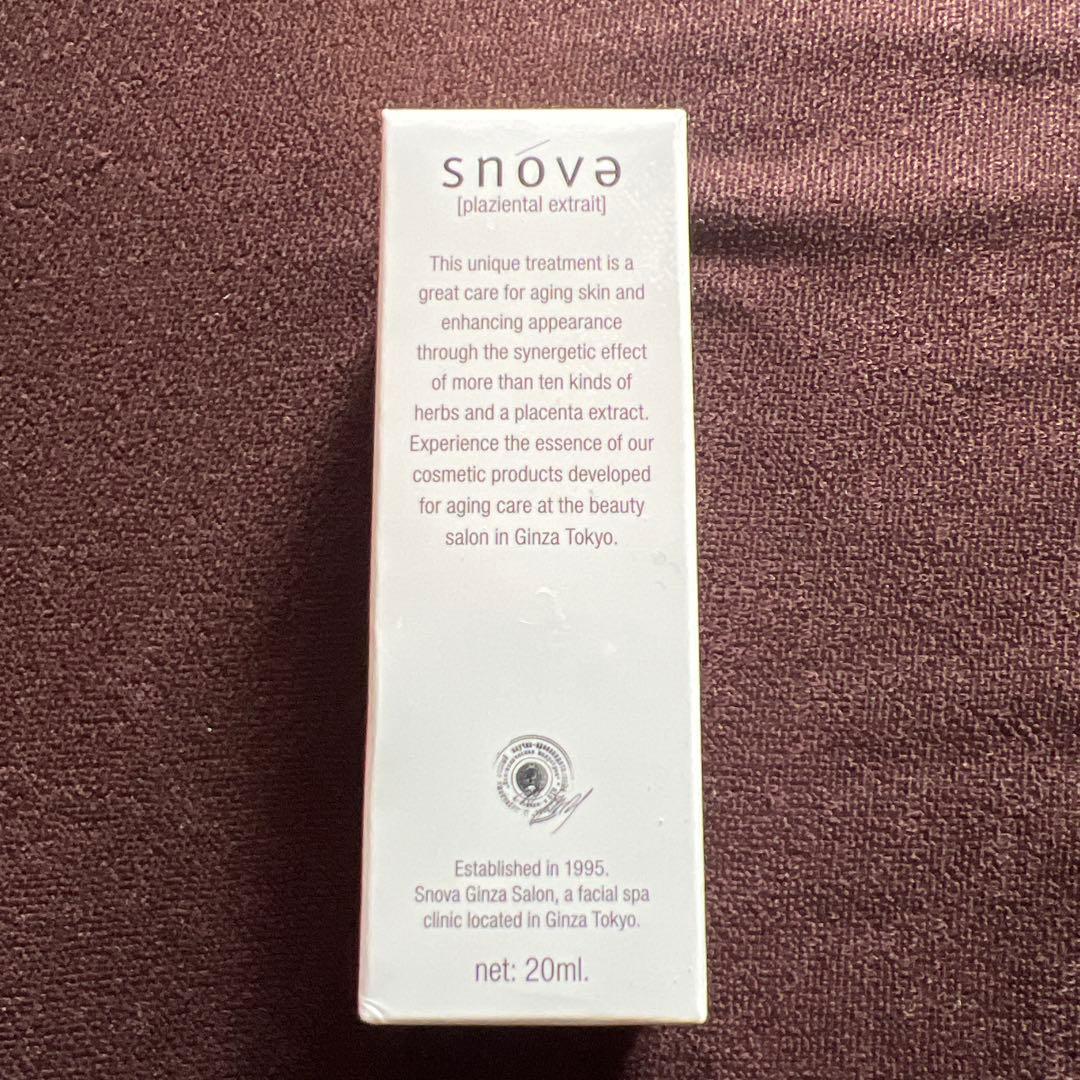 snóvə
[plaziental extrait]
This unique treatment is a
great care for aging skin and
enhancing appearance
through the synergetic effect
of more than ten kinds of
herbs and a placenta extract.
Experience the essence of our
cosmetic products developed
for aging care at the beauty
salon in Ginza Tokyo.
Established in 1995.
Snova Ginza Salon, a facial spa
clinic located in Ginza Tokyo.
net: 20ml.